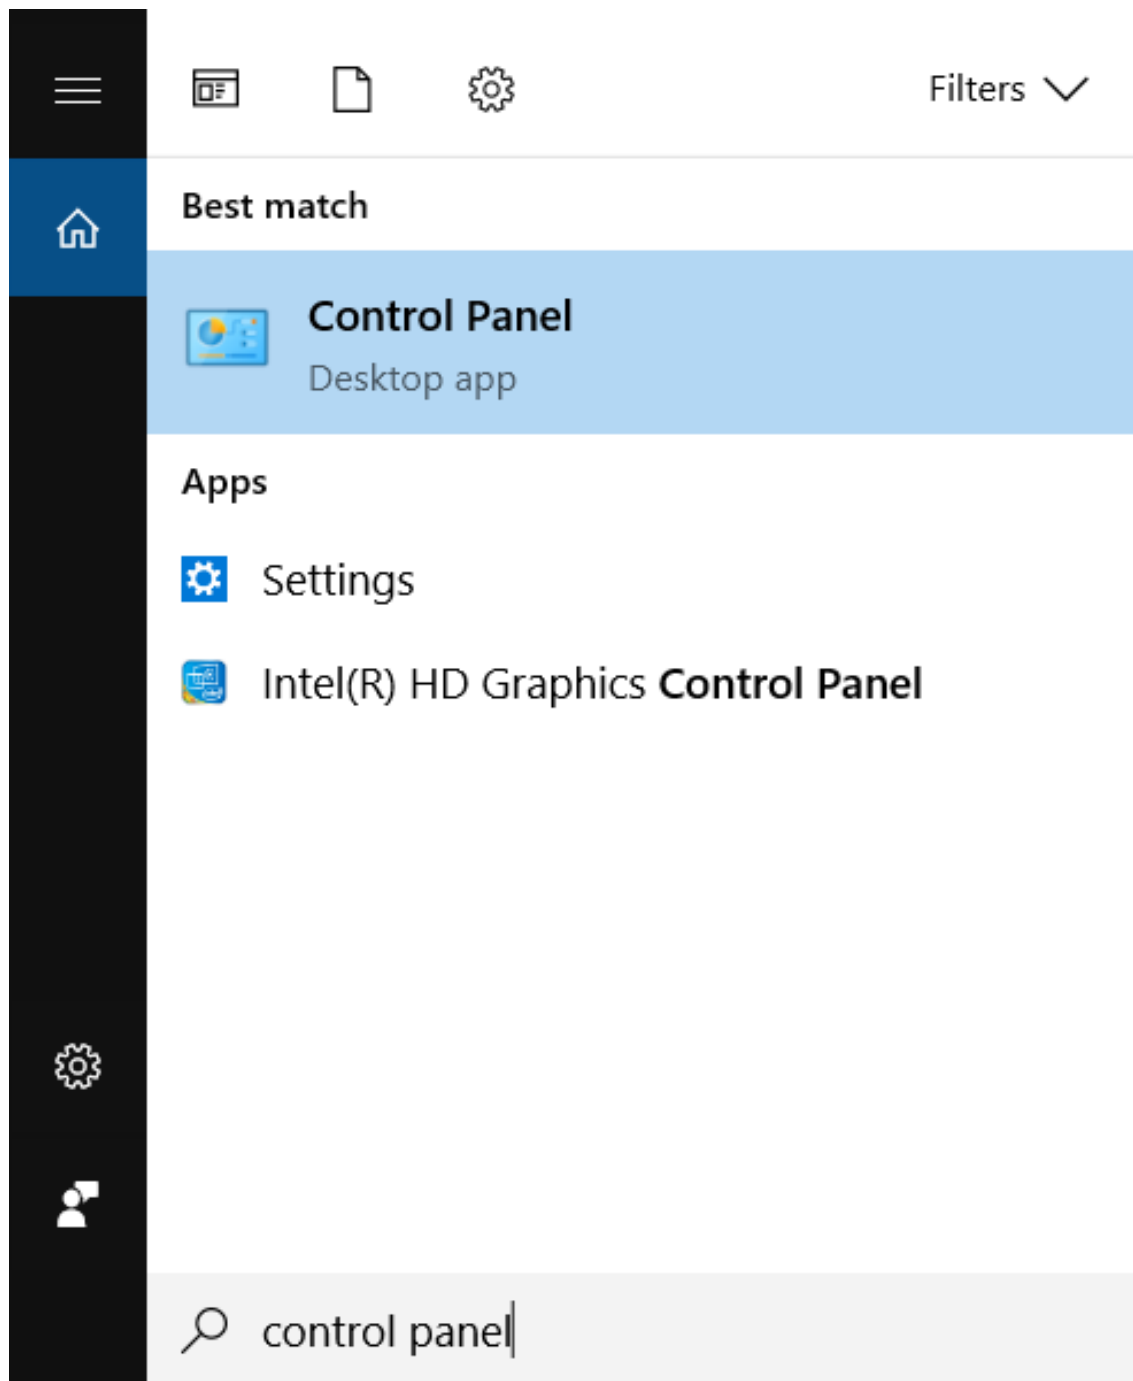 Filters
Best match
Control Panel
Desktop app
Apps
Settings
Intel(R) HD Graphics Control Panel
control panel